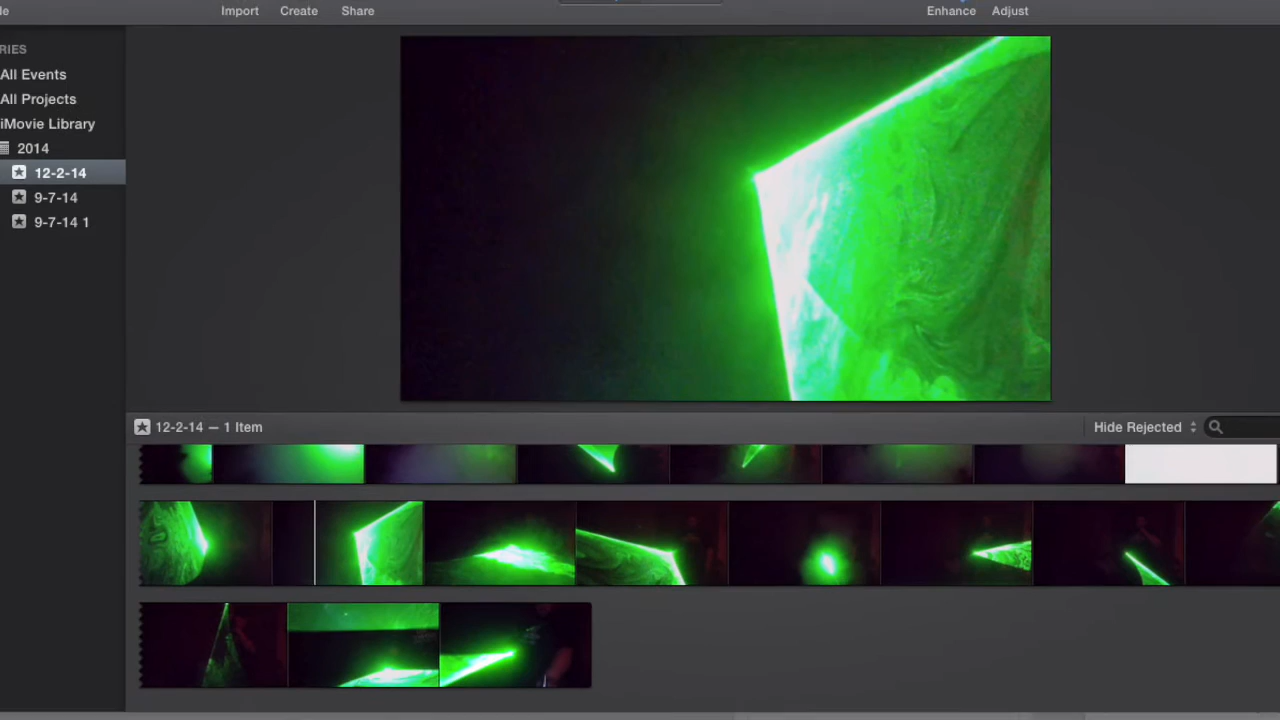 le Import Create Share Enhance Adjust
RIES
All Events
All Projects
iMovie Library
2014
12-2-14
9-7-14
9-7-14 1
12-2-14 — 1 Item Hide Rejected